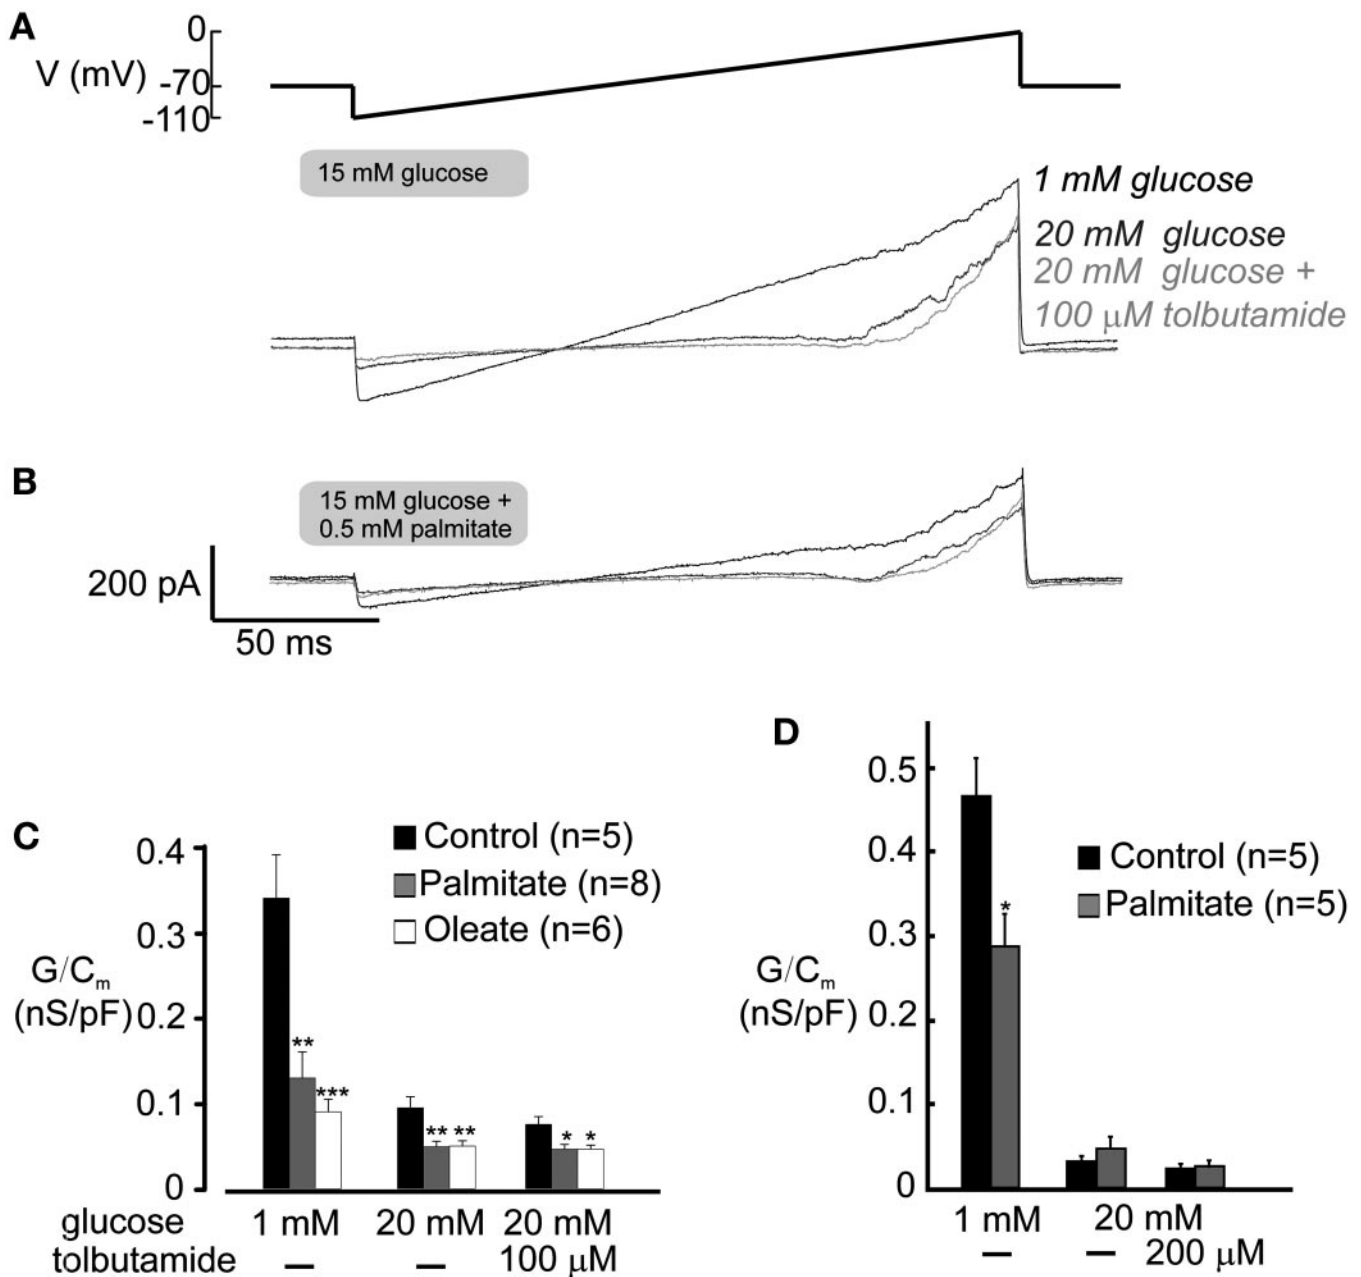 A
0
V (mV) -70
-110
15 mM glucose
1 mM glucose
20 mM glucose
20 mM glucose +
100 μM tolbutamide
B
15 mM glucose +
0.5 mM palmitate
200 pA
50 ms
C
0.4
0.3
G/Cm
(nS/pF) 0.2
0.1
0
Control (n=5)
Palmitate (n=8)
Oleate (n=6)
**
***
** **
* *
glucose 1 mM 20 mM 20 mM
tolbutamide – – 100 μM
D
0.5
0.4
0.3
G/Cm
(nS/pF) 0.2
0.1
0
Control (n=5)
Palmitate (n=5)
*
1 mM 20 mM
– – 200 μM